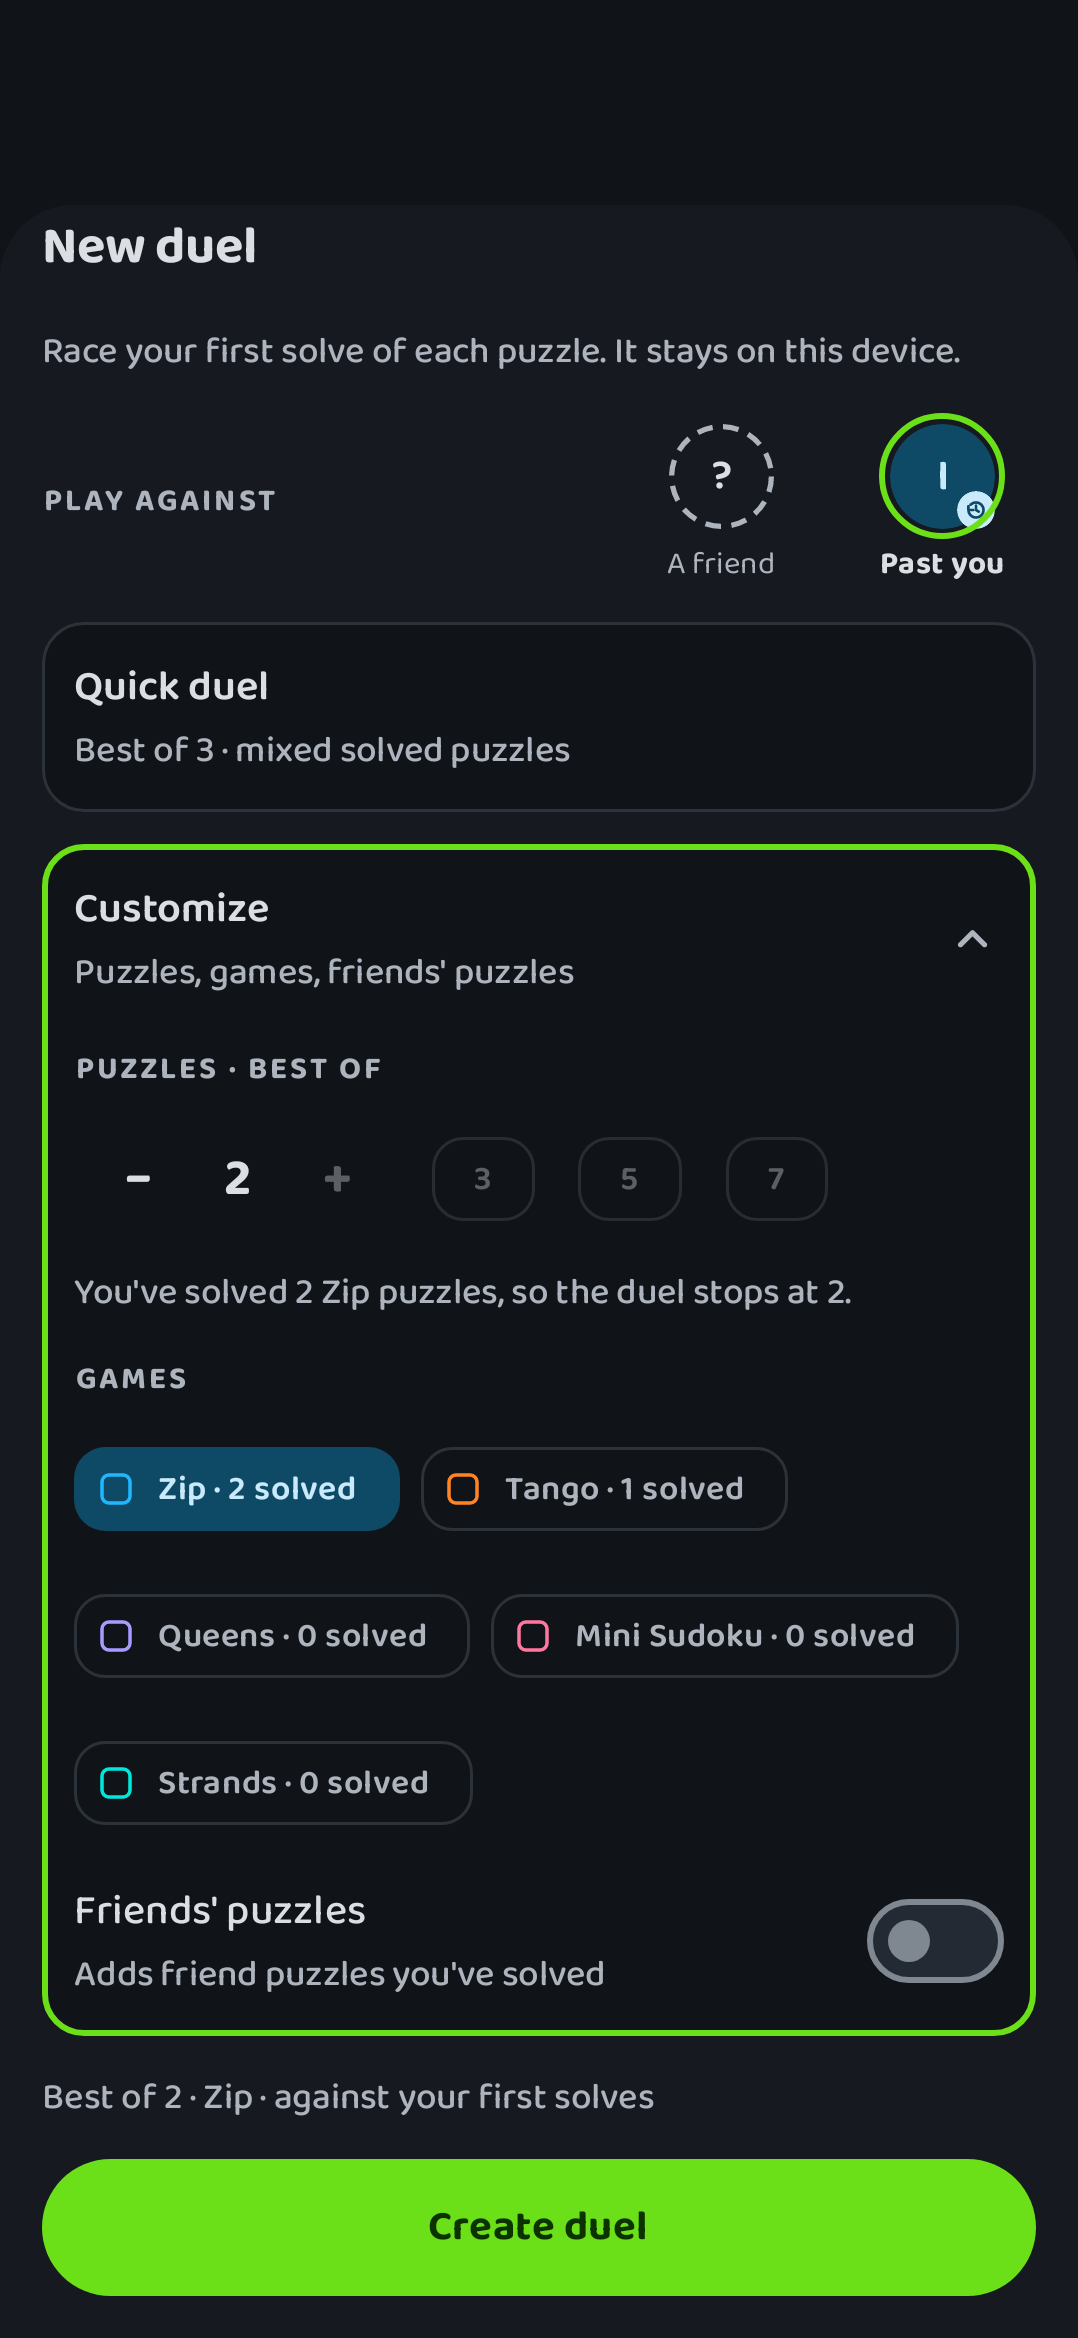 New duel
Race your first solve of each puzzle. It stays on this device.
PLAY AGAINST
?
A friend
I
Past you
Quick duel
Best of 3 · mixed solved puzzles
Customize
Puzzles, games, friends' puzzles
PUZZLES · BEST OF
− 2 + 3 5 7
You've solved 2 Zip puzzles, so the duel stops at 2.
GAMES
Zip · 2 solved
Tango · 1 solved
Queens · 0 solved
Mini Sudoku · 0 solved
Strands · 0 solved
Friends' puzzles
Adds friend puzzles you've solved
Best of 2 · Zip · against your first solves
Create duel